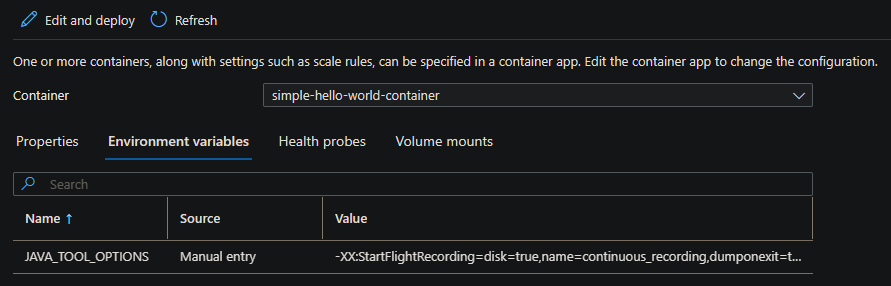 Edit and deploy Refresh
One or more containers, along with settings such as scale rules, can be specified in a container app. Edit the container app to change the configuration.
Container simple-hello-world-container
Properties Environment variables Health probes Volume mounts
Search
Name ↑ Source Value
JAVA_TOOL_OPTIONS Manual entry -XX:StartFlightRecording=disk=true,name=continuous_recording,dumponexit=t...